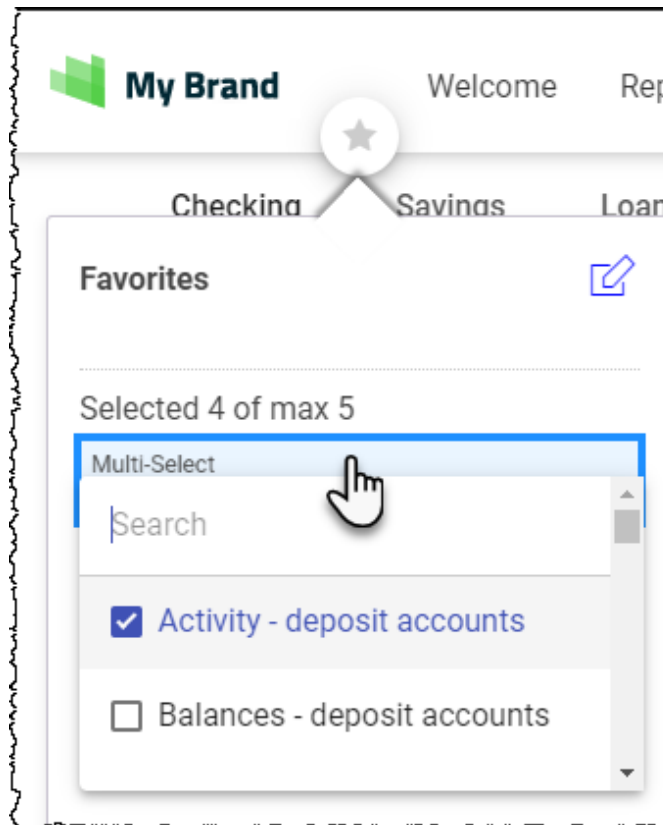 My Brand
Welcome
Rep
Checking
Savings
Loan
Favorites
Selected 4 of max 5
Multi-Select
Search
Activity - deposit accounts
Balances - deposit accounts